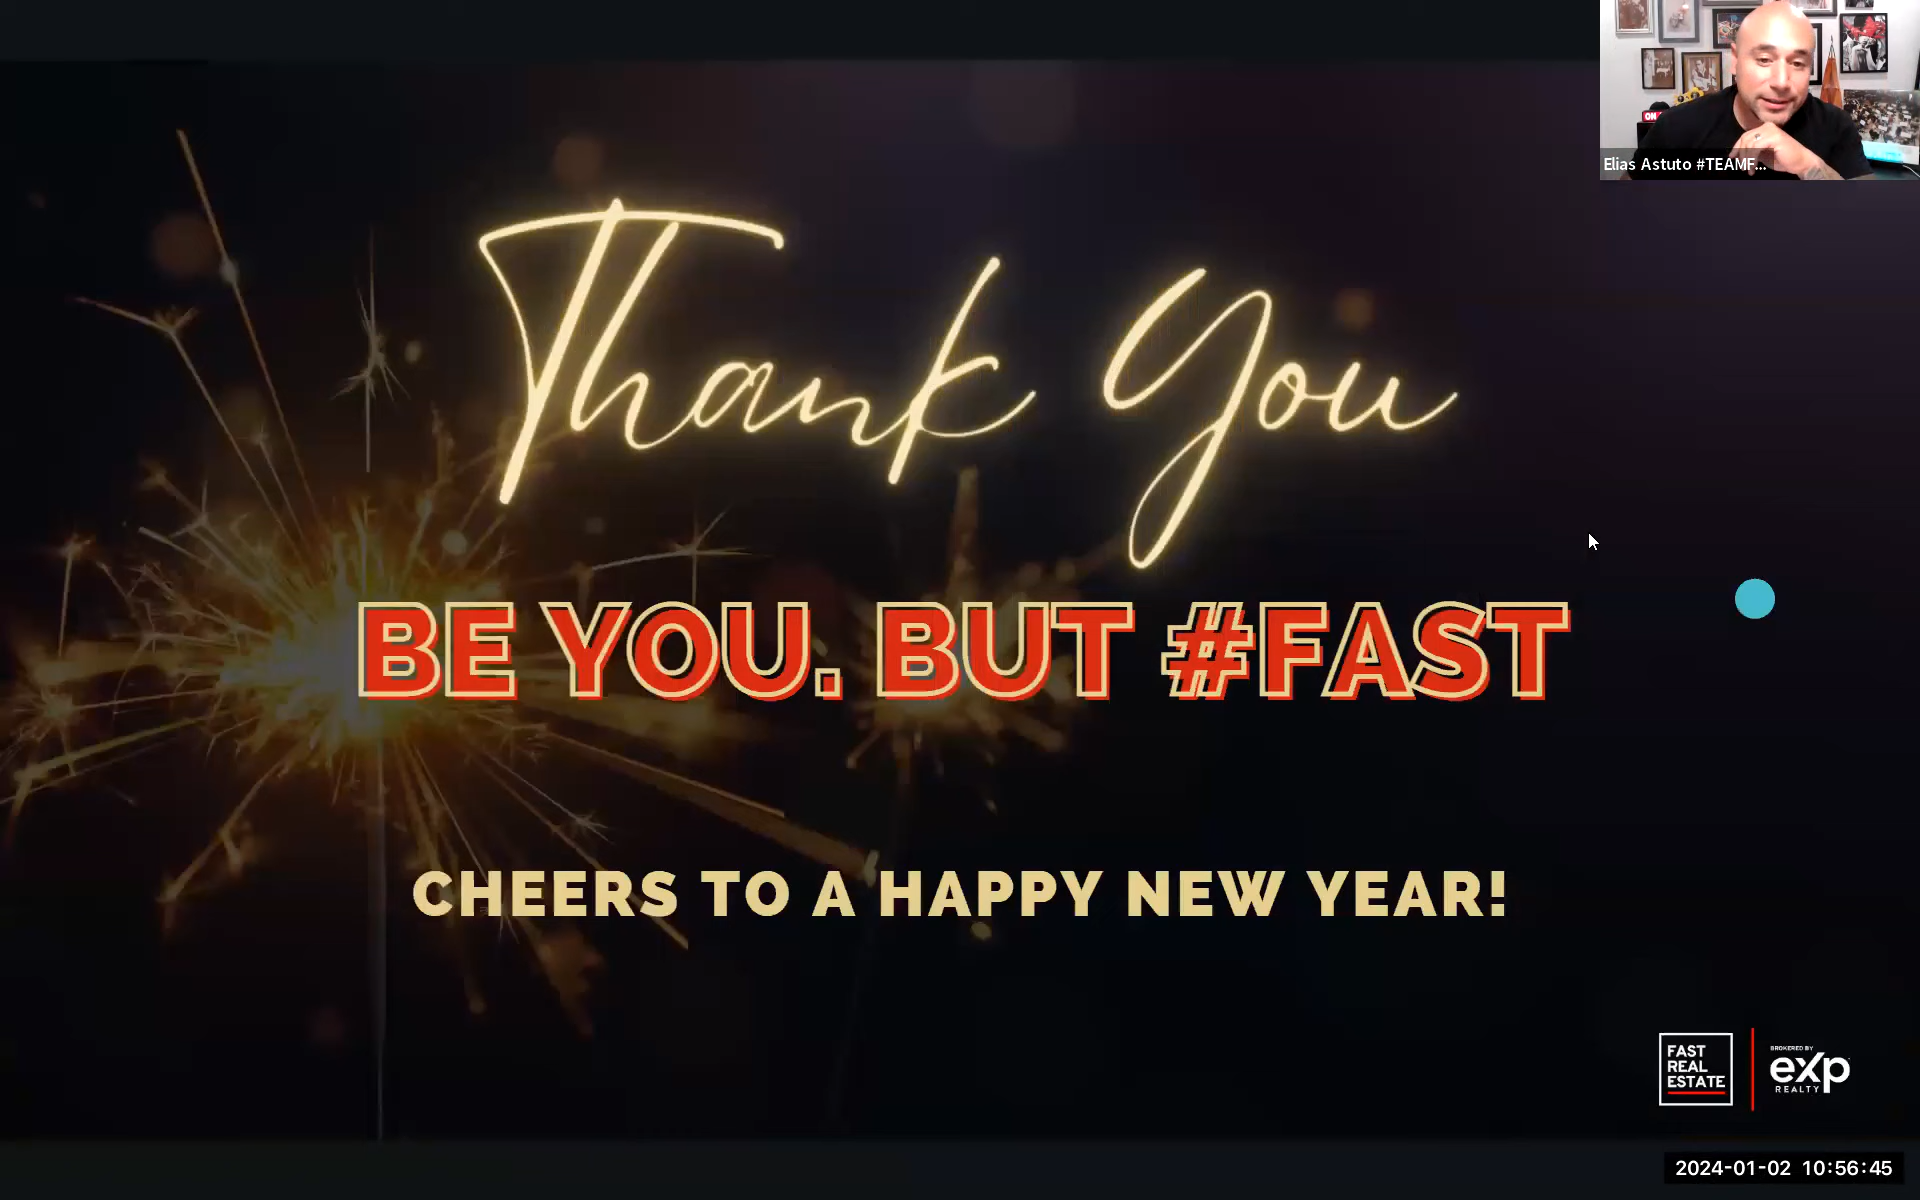 ON
Elias Astuto #TEAMF...
Thank You
BE YOU. BUT #FAST
CHEERS TO A HAPPY NEW YEAR!
FAST
REAL
ESTATE
BROKERED BY
exp
REALTY
2024-01-02 10:56:45